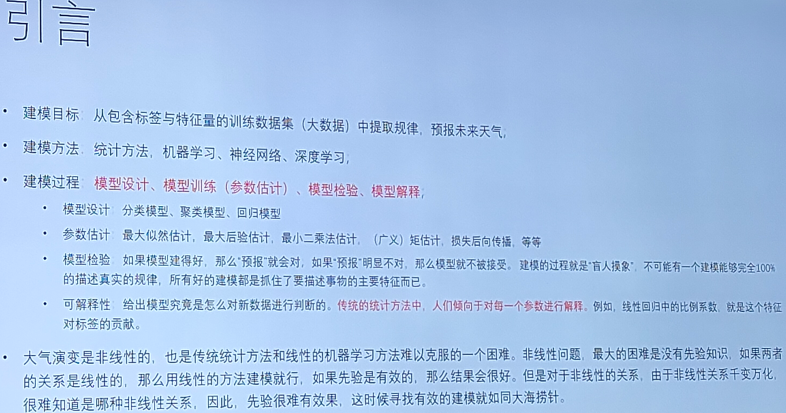 引言
• 建模目标：从包含标签与特征量的训练数据集（大数据）中提取规律，预报未来天气;
• 建模方法：统计方法，机器学习、神经网络、深度学习;
• 建模过程：模型设计、模型训练（参数估计）、模型检验、模型解释;
• 模型设计：分类模型、聚类模型、回归模型
• 参数估计：最大似然估计，最大后验估计，最小二乘法估计，（广义）矩估计，损失后向传播，等等
• 模型检验：如果模型建得好，那么“预报”就会对，如果“预报”明显不对，那么模型就不被接受。建模的过程就是“盲人摸象”，不可能有一个建模能够完全100%
的描述真实的规律，所有好的建模都是抓住了要描述事物的主要特征而已。
• 可解释性：给出模型究竟是怎么对新数据进行判断的。传统的统计方法中，人们倾向于对每一个参数进行解释。例如，线性回归中的比例系数，就是这个特征
对标签的贡献。
• 大气演变是非线性的，也是传统统计方法和线性的机器学习方法难以克服的一个困难。非线性问题，最大的困难是没有先验知识，如果两者
的关系是线性的，那么用线性的方法建模就行，如果先验是有效的，那么结果会很好。但是对于非线性的关系，由于非线性关系千变万化，
很难知道是哪种非线性关系，因此，先验很难有效果，这时候寻找有效的建模就如同大海捞针。